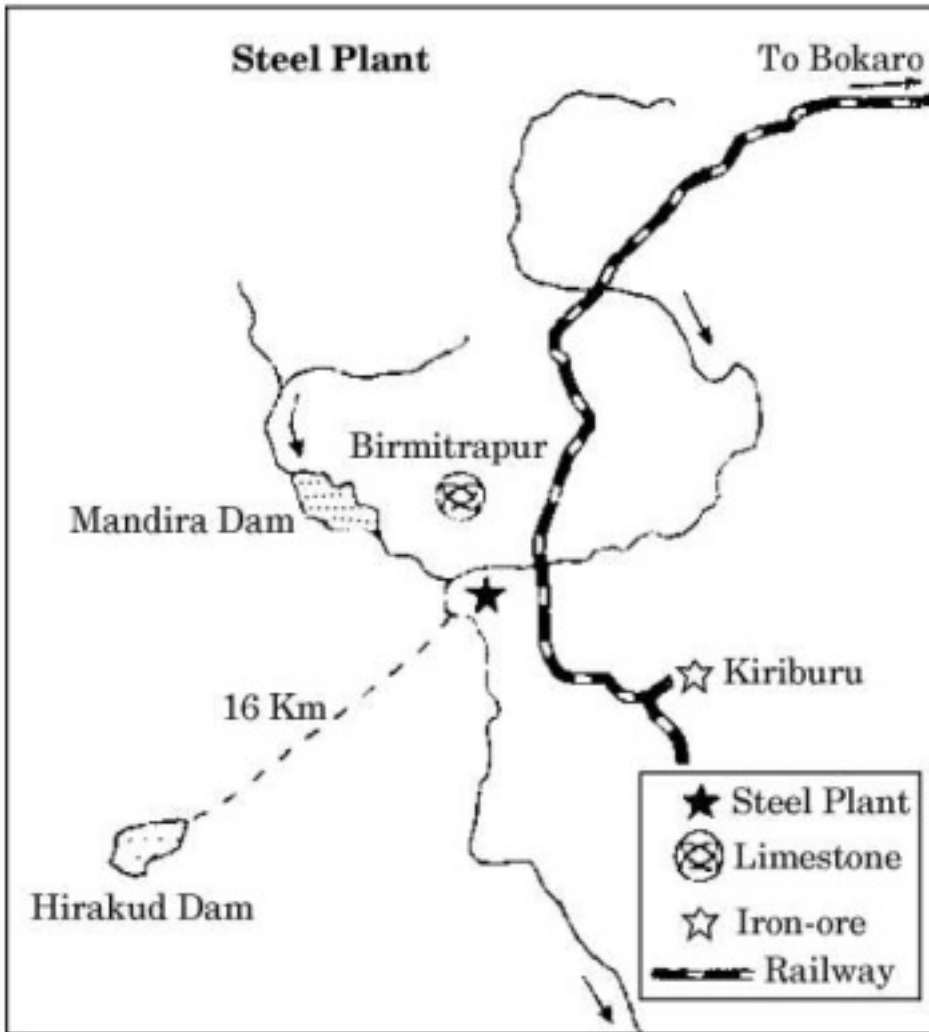 Steel Plant
To Bokaro
Birmitrapur
Mandira Dam
Kiriburu
16 Km
Hirakud Dam
Steel Plant
Limestone
Iron-ore
Railway